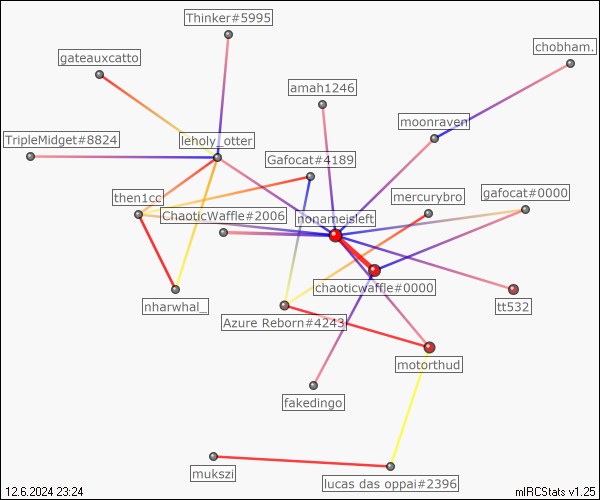 Thinker#5995
chobham.
gateauxcatto
amah1246
moonraven
TripleMidget#8824
leholy_otter
Gafocat#4189
then1cc
mercurybro
gafocat#0000
ChaoticWaffle#2006
nonameisleft
chaoticwaffle#0000
nharwhal_
tt532
Azure Reborn#4243
motorthud
fakedingo
mukszi
lucas das oppai#2396
12.6.2024 23:24
mIRCStats v1.25